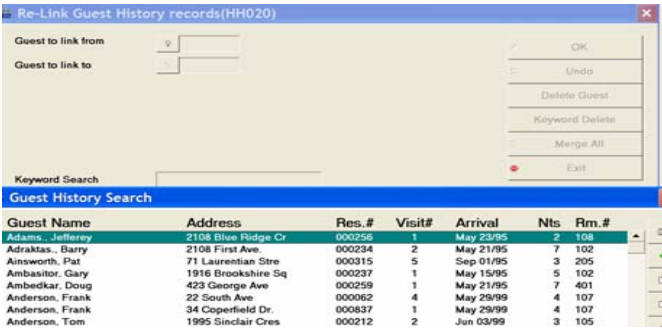 Re-Link Guest History records(HH020)
Guest to link from
Guest to link to
OK
Undo
Delete Guest
Keyword Delete
Merge All
Exit
Keyword Search
Guest History Search
Guest Name Address Res.# Visit# Arrival Nts Rm.#
Adams., Jefferey 2108 Blue Ridge Cr 000256 1 May 23/95 2 108
Adraktas., Barry 2108 First Ave. 000234 2 May 21/95 7 102
Ainsworth, Pat 71 Laurentian Stre 000315 5 Sep 01/95 3 205
Ambasitor, Gary 1916 Brookshire Sq 000237 1 May 15/95 5 102
Ambedkar, Doug 423 George Ave 000259 1 May 21/95 7 401
Anderson, Frank 22 South Ave 000062 4 May 29/99 4 107
Anderson, Frank 34 Coperfield Dr. 000837 1 May 29/99 4 107
Anderson, Tom 1995 Sinclair Cres 000212 2 Jun 03/99 3 105